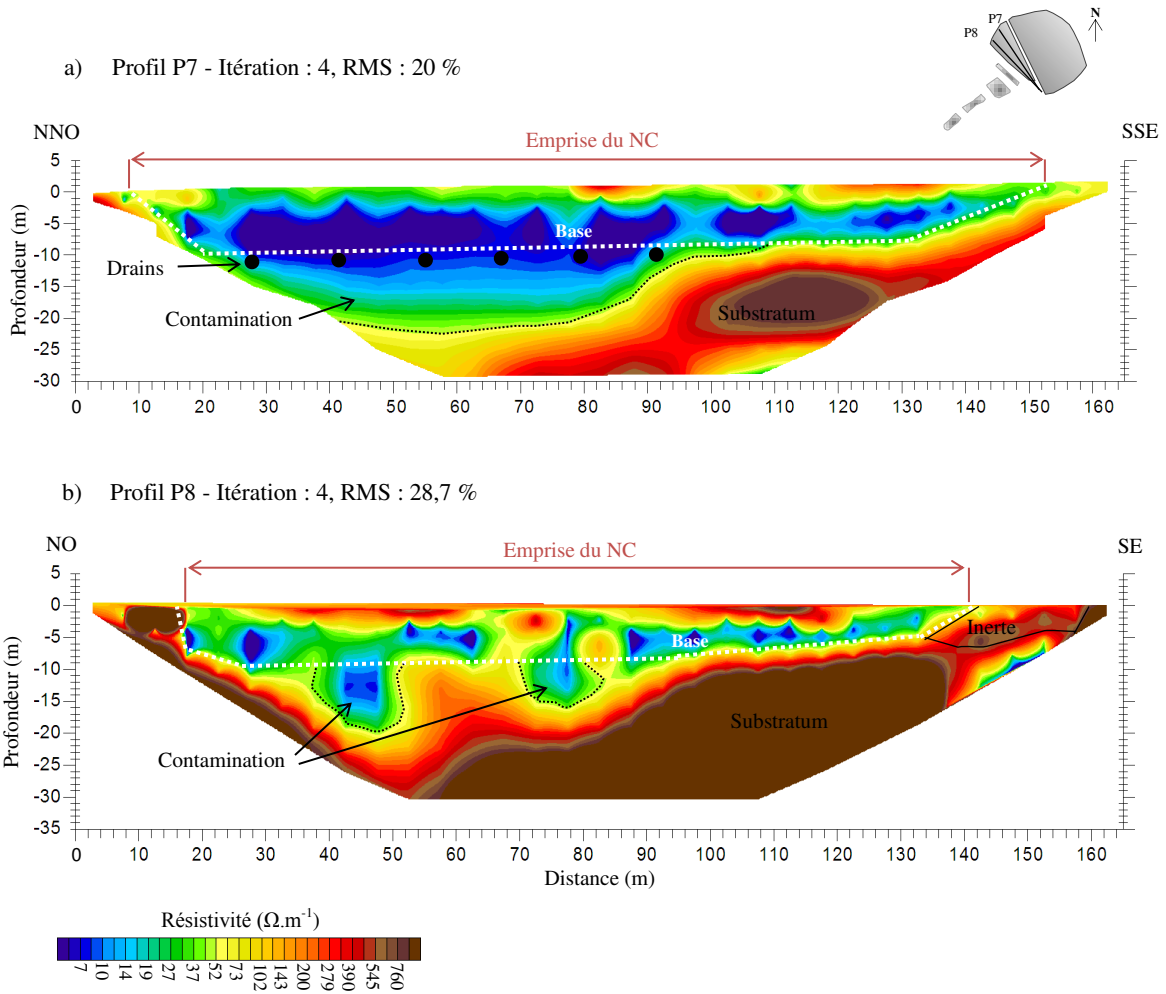 P7
P8
N
a) Profil P7 - Itération : 4, RMS : 20 %
NNO
SSE
Emprise du NC
5
0
-5
-10
-15
-20
-25
-30
Profondeur (m)
Base
Drains
Contamination
Substratum
0 10 20 30 40 50 60 70 80 90 100 110 120 130 140 150 160
b) Profil P8 - Itération : 4, RMS : 28,7 %
NO
SE
Emprise du NC
5
0
-5
-10
-15
-20
-25
-30
-35
Profondeur (m)
Inerte
Base
Substratum
Contamination
0 10 20 30 40 50 60 70 80 90 100 110 120 130 140 150 160
Distance (m)
Résistivité (Ω.m⁻¹)
7 10 14 19 27 37 52 73 102 143 200 279 390 545 760